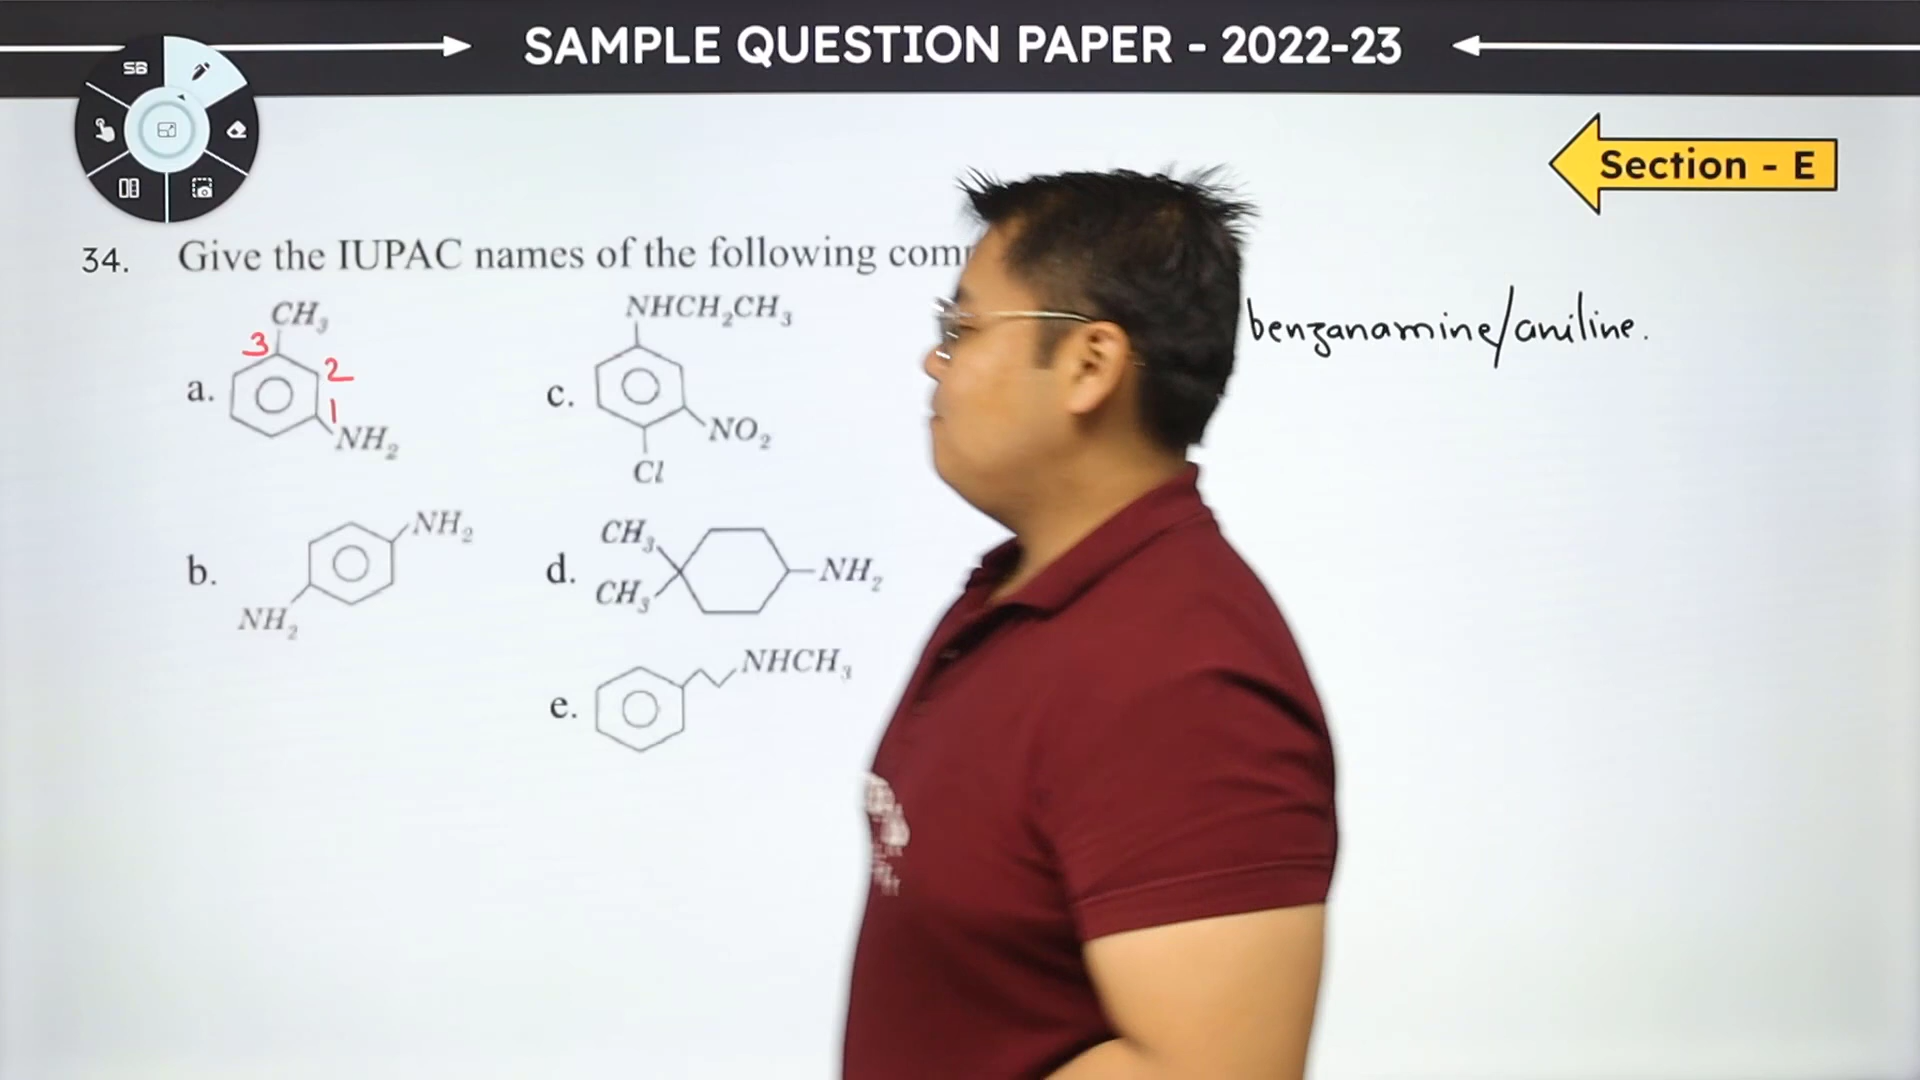 SB
SAMPLE QUESTION PAPER - 2022-23
Section - E
34. Give the IUPAC names of the following
benzanamine/aniline.
a. CH3
3
2
1
NH2
c. NHCH2CH3
NO2
Cl
b. NH2
NH2
d. CH3
CH3
NH2
e. NHCH3